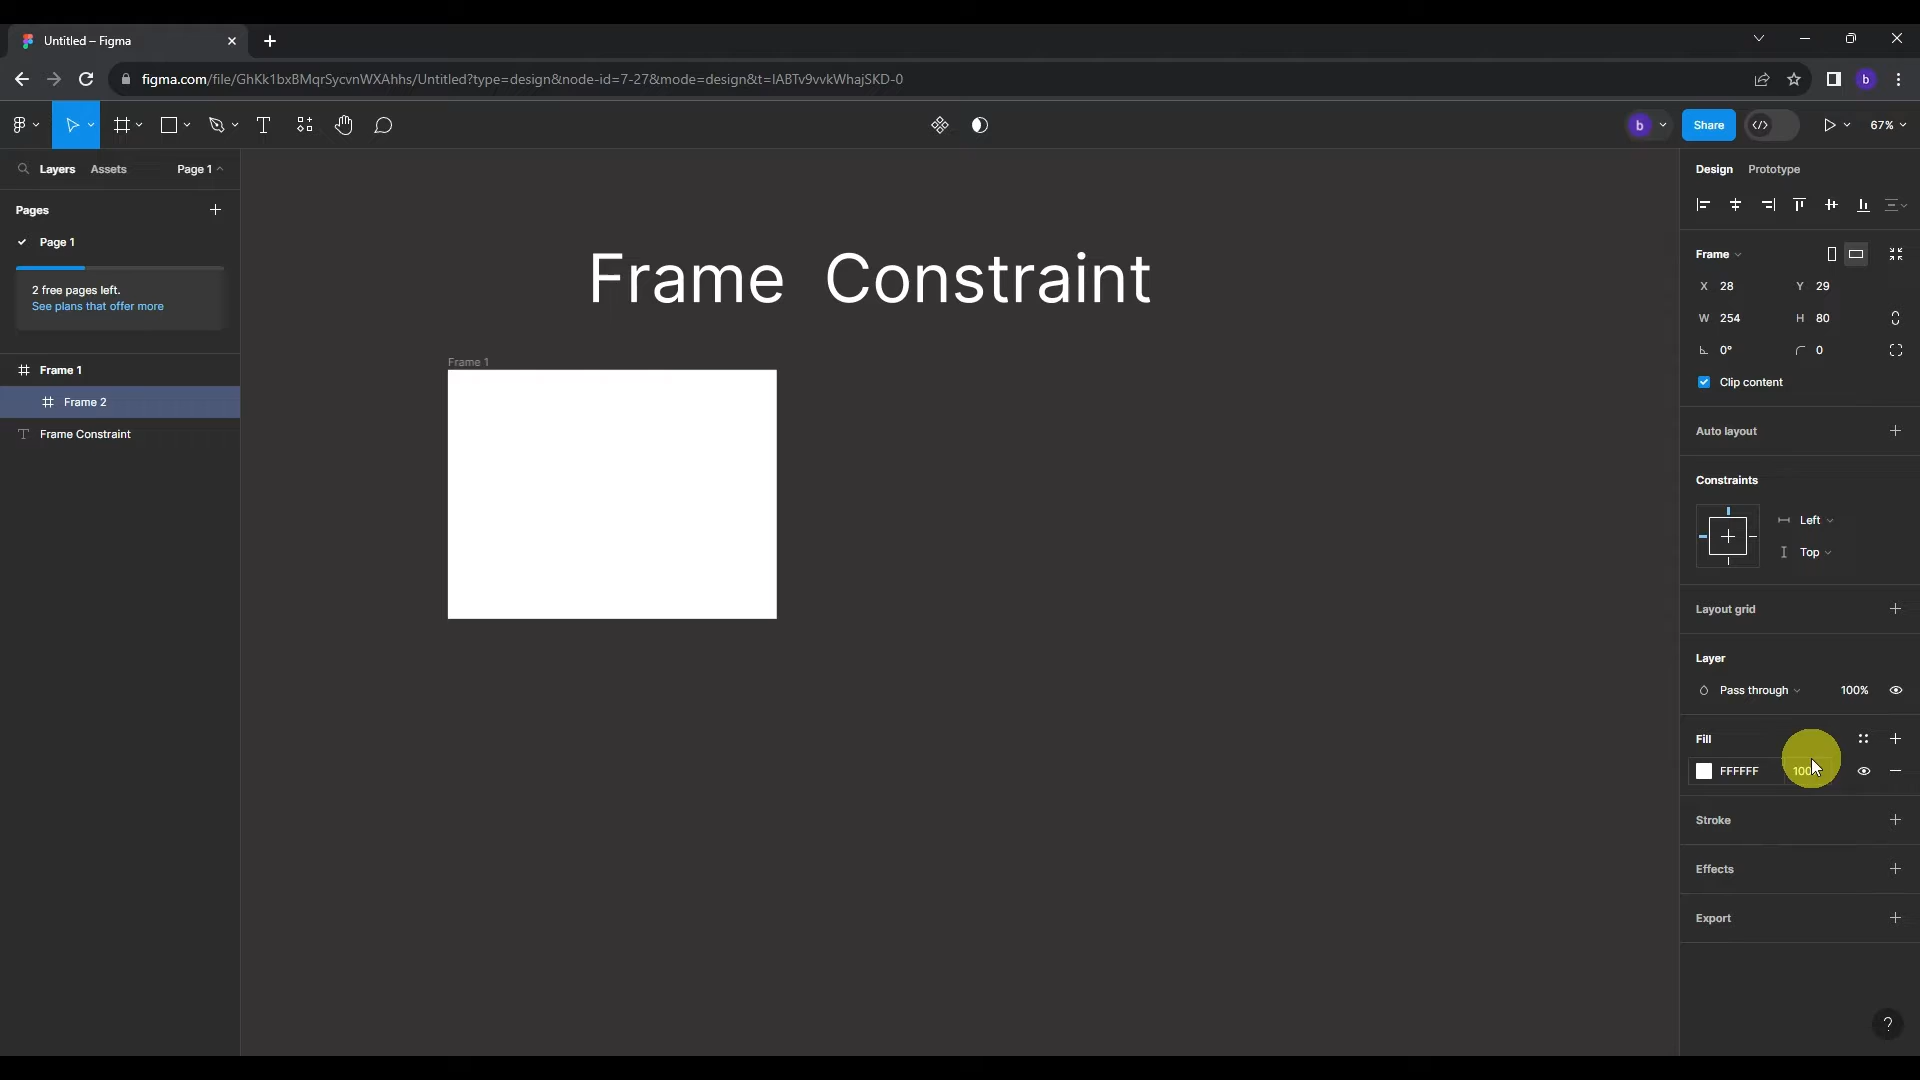 Untitled – Figma
figma.com/file/GhKk1bxBMqrSycvnWXAhhs/Untitled?type=design&node-id=7-27&mode=design&t=IABTv9vvkWhajSKD-0
b
b
Share
67%
Layers Assets Page 1
Pages
Page 1
2 free pages left.
See plans that offer more
Frame 1
Frame 2
Frame Constraint
Frame Constraint
Frame 1
Design Prototype
Frame
X 28 Y 29
W 254 H 80
0° 0
Clip content
Auto layout
Constraints
Left
Top
Layout grid
Layer
Pass through 100%
Fill
FFFFFF
Stroke
Effects
Export
?